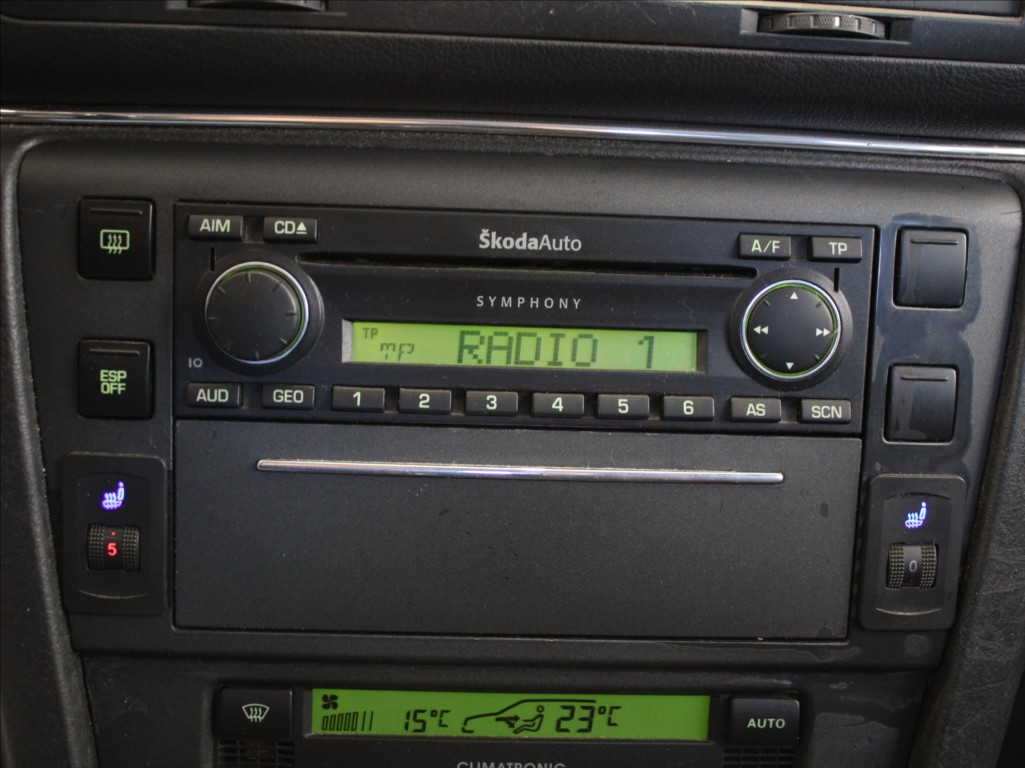 AIM CD
ŠkodaAuto
A/F TP
SYMPHONY
TP
RADIO 1
IO
ESP
OFF
AUD GEO 1 2 3 4 5 6 AS SCN
5
0
15°C 23°C
AUTO
CLIMATRONIC